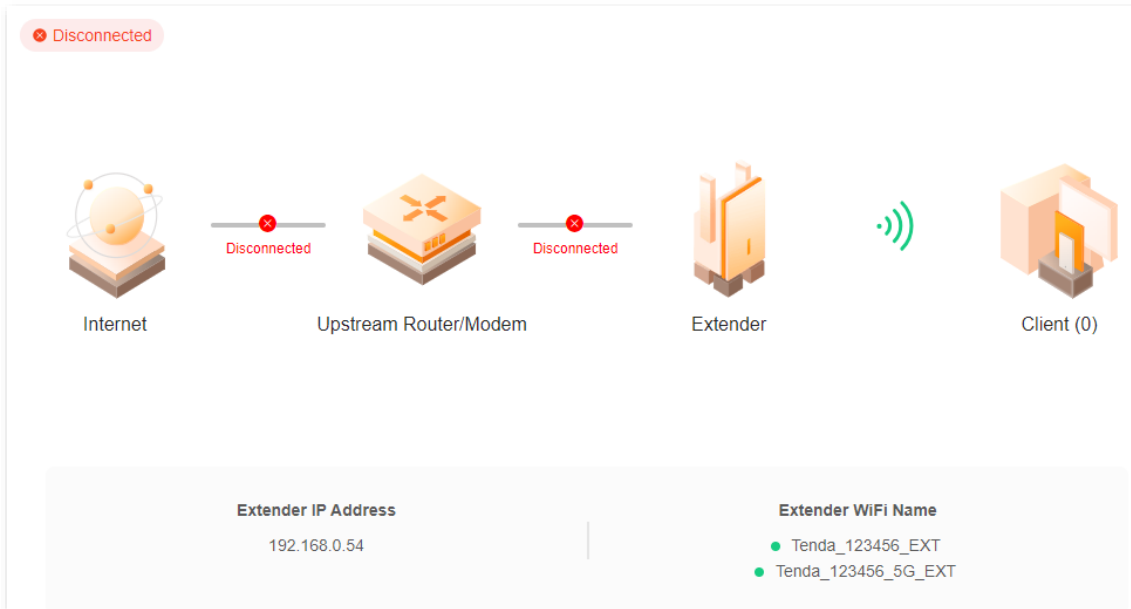 Disconnected
Disconnected
Disconnected
Internet
Upstream Router/Modem
Extender
Client (0)
Extender IP Address
192.168.0.54
Extender WiFi Name
Tenda_123456_EXT
Tenda_123456_5G_EXT